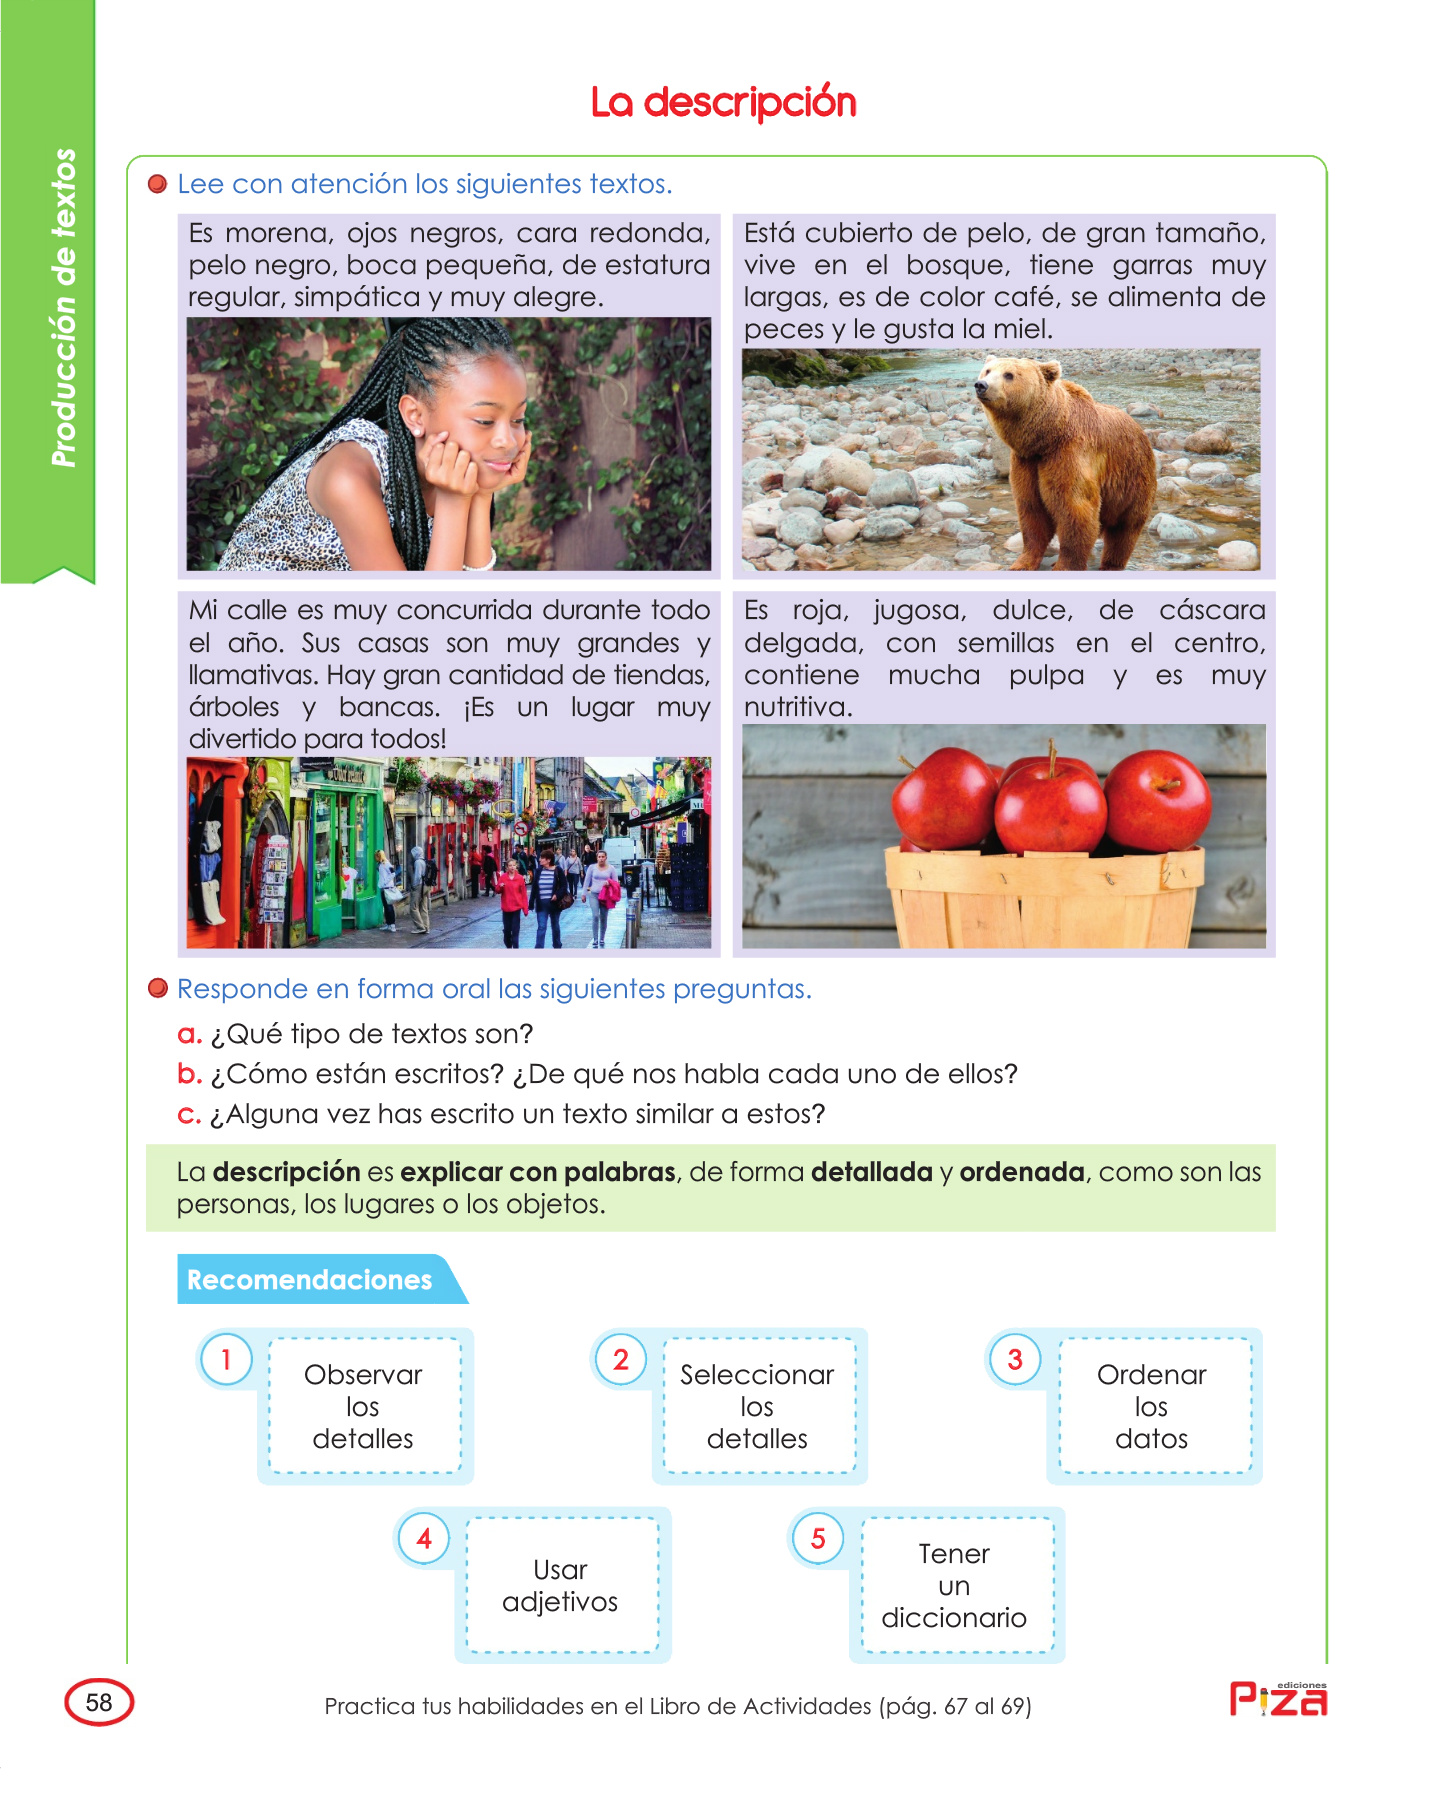 La descripción
Producción de textos
Lee con atención los siguientes textos.
Es morena, ojos negros, cara redonda,
pelo negro, boca pequeña, de estatura
regular, simpática y muy alegre.
Está cubierto de pelo, de gran tamaño,
vive en el bosque, tiene garras muy
largas, es de color café, se alimenta de
peces y le gusta la miel.
Mi calle es muy concurrida durante todo
el año. Sus casas son muy grandes y
llamativas. Hay gran cantidad de tiendas,
árboles y bancas. ¡Es un lugar muy
divertido para todos!
Es roja, jugosa, dulce, de cáscara
delgada, con semillas en el centro,
contiene mucha pulpa y es muy
nutritiva.
Responde en forma oral las siguientes preguntas.
a. ¿Qué tipo de textos son?
b. ¿Cómo están escritos? ¿De qué nos habla cada uno de ellos?
c. ¿Alguna vez has escrito un texto similar a estos?
La descripción es explicar con palabras, de forma detallada y ordenada, como son las
personas, los lugares o los objetos.
Recomendaciones
1
Observar
los
detalles
2
Seleccionar
los
detalles
3
Ordenar
los
datos
4
Usar
adjetivos
5
Tener
un
diccionario
58
Practica tus habilidades en el Libro de Actividades (pág. 67 al 69)
ediciones
Piza